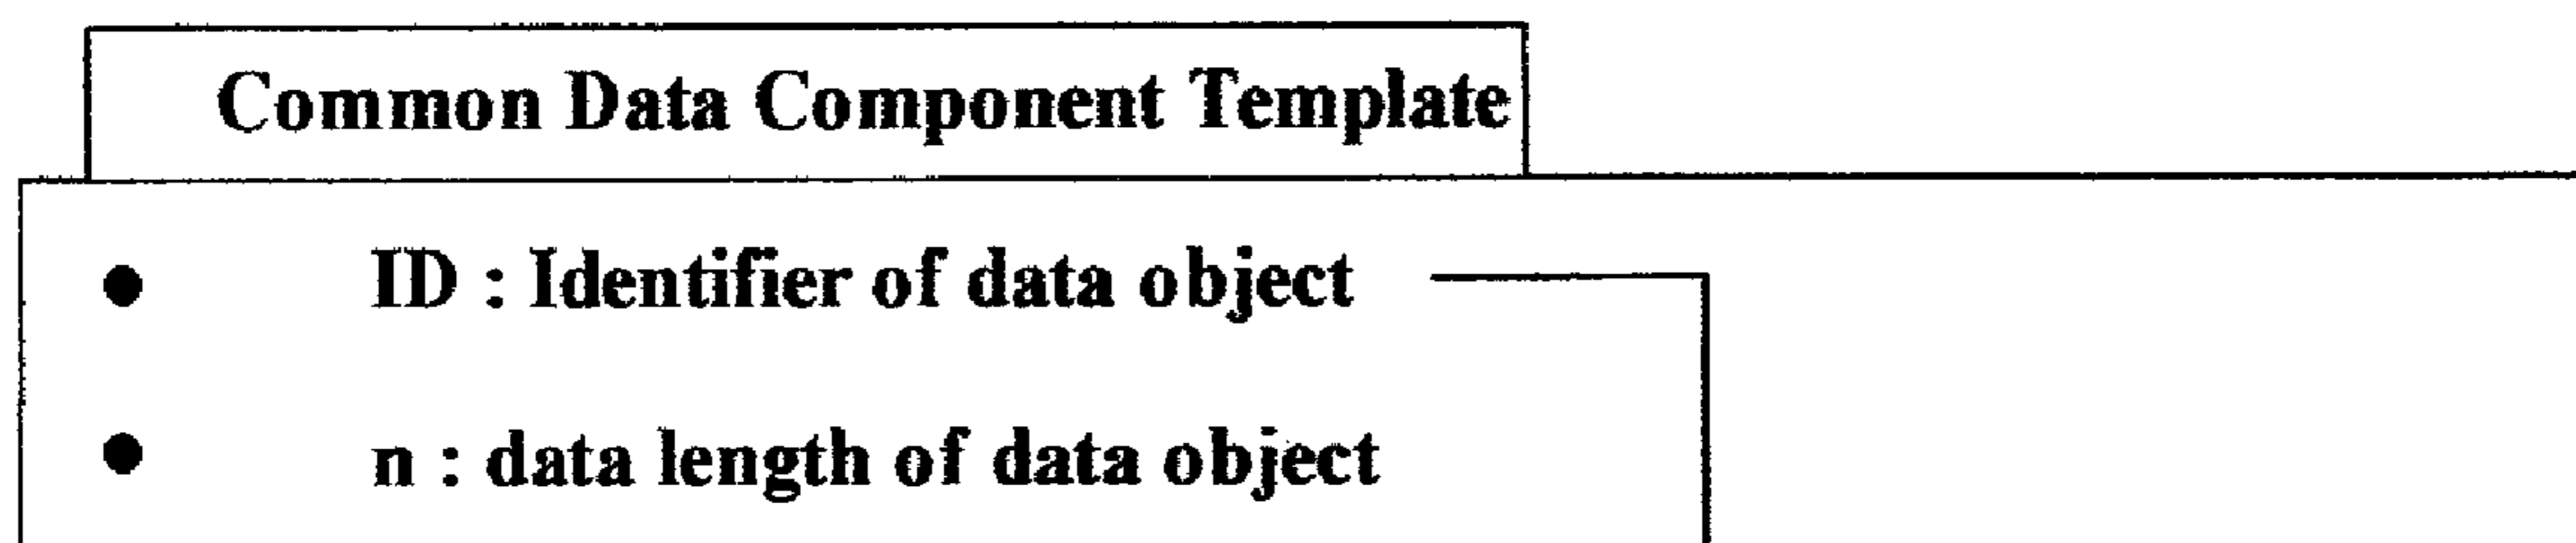 Common Data Component Template
● ID : Identifier of data object
● n : data length of data object